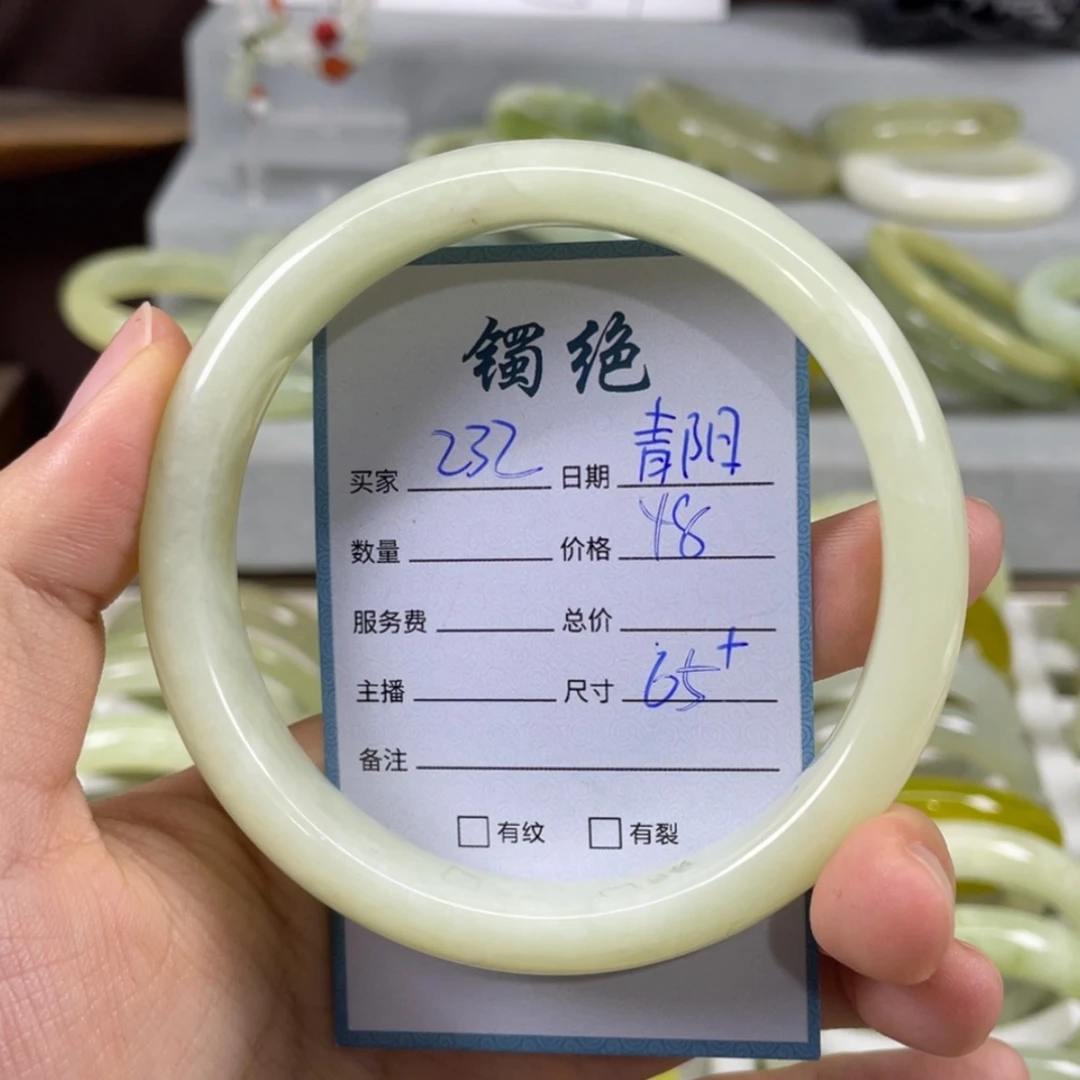 镯绝
买家 232 日期 青阳
数量 价格 48
服务费 总价
主播 尺寸 65+
备注
□有纹 □有裂